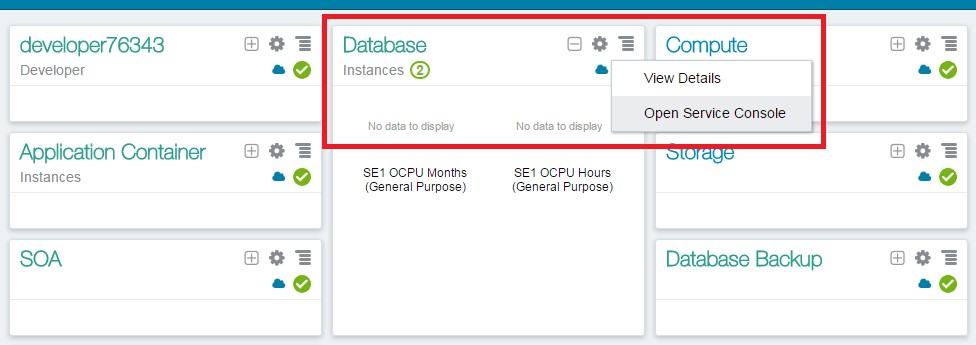 developer76343
Developer
Database
Instances 2
No data to display
No data to display
SE1 OCPU Months
(General Purpose)
SE1 OCPU Hours
(General Purpose)
Compute
View Details
Open Service Console
Application Container
Instances
Storage
SOA
Database Backup